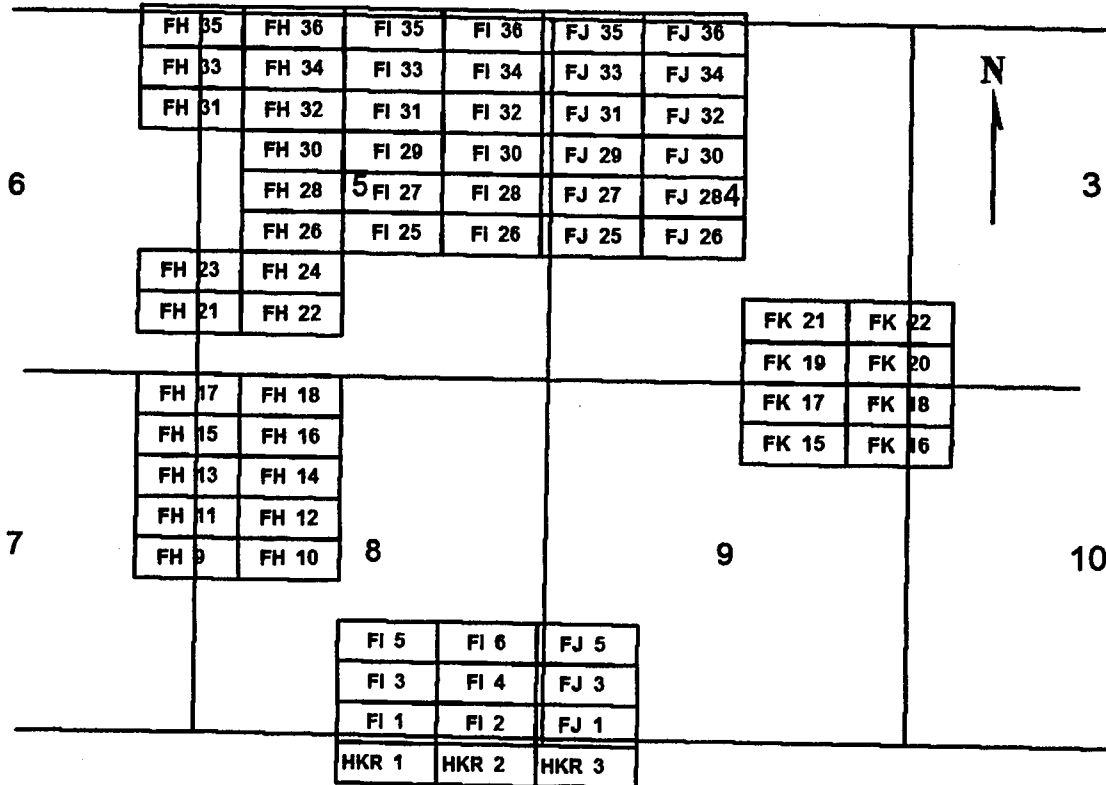 FH 35 FH 36 FI 35 FI 36 FJ 35 FJ 36
FH 33 FH 34 FI 33 FI 34 FJ 33 FJ 34
N
FH 31 FH 32 FI 31 FI 32 FJ 31 FJ 32
FH 30 FI 29 FI 30 FJ 29 FJ 30
6 FH 28 5 FI 27 FI 28 FJ 27 FJ 28 4 3
FH 26 FI 25 FI 26 FJ 25 FJ 26
FH 23 FH 24
FH 21 FH 22
FK 21 FK 22
FK 19 FK 20
FH 17 FH 18
FK 17 FK 18
FH 15 FH 16
FK 15 FK 16
FH 13 FH 14
FH 11 FH 12
7 8 9 10
FH 9 FH 10
FI 5 FI 6 FJ 5
FI 3 FI 4 FJ 3
FI 1 FI 2 FJ 1
HKR 1 HKR 2 HKR 3